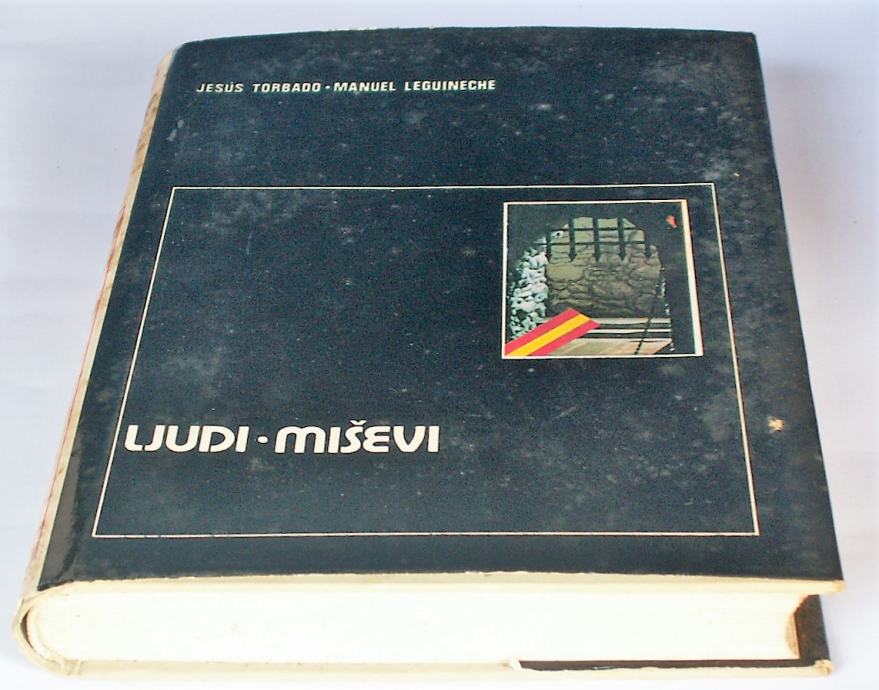 JESÚS TORBADO • MANUEL LEGUINECHE
LJUDI • MIŠEVI